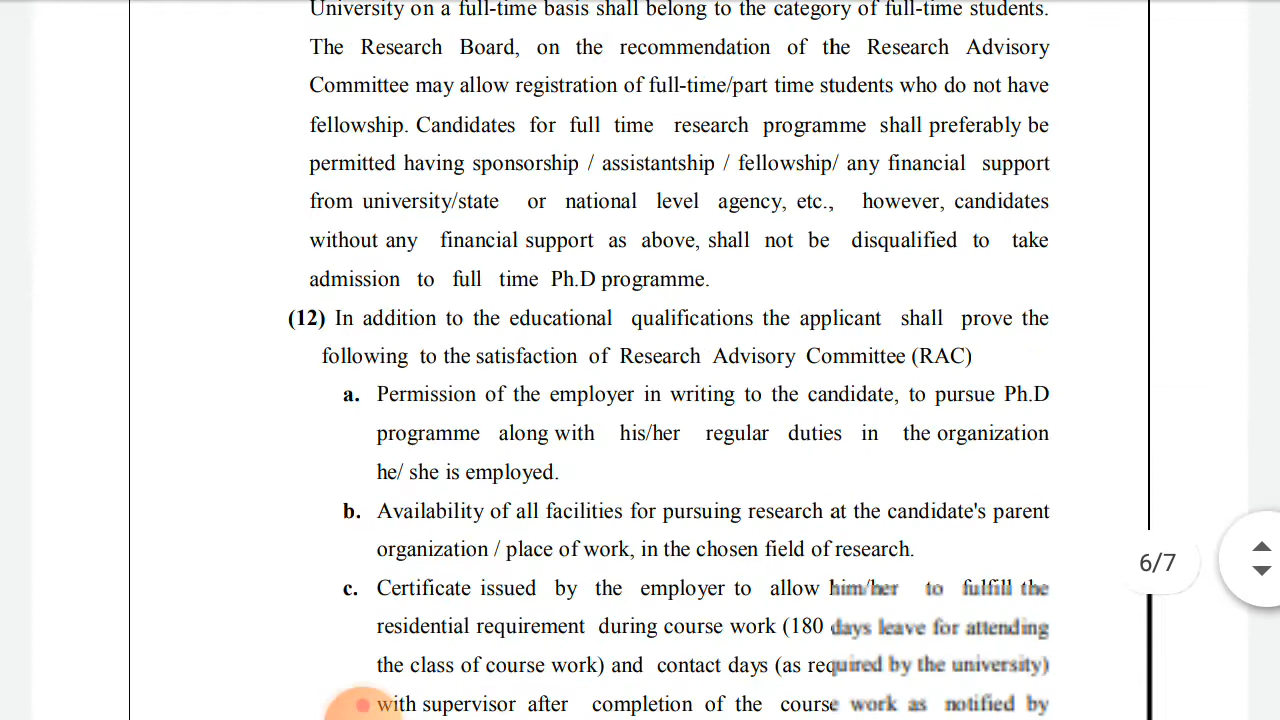 University on a full-time basis shall belong to the category of full-time students.
The Research Board, on the recommendation of the Research Advisory
Committee may allow registration of full-time/part time students who do not have
fellowship. Candidates for full time research programme shall preferably be
permitted having sponsorship / assistantship / fellowship/ any financial support
from university/state or national level agency, etc., however, candidates
without any financial support as above, shall not be disqualified to take
admission to full time Ph.D programme.
(12) In addition to the educational qualifications the applicant shall prove the
following to the satisfaction of Research Advisory Committee (RAC)
a. Permission of the employer in writing to the candidate, to pursue Ph.D
programme along with his/her regular duties in the organization
he/ she is employed.
b. Availability of all facilities for pursuing research at the candidate's parent
organization / place of work, in the chosen field of research.
6/7
c. Certificate issued by the employer to allow him/her to fulfill the
residential requirement during course work (180 days leave for attending
the class of course work) and contact days (as required by the university)
with supervisor after completion of the course work as notified by